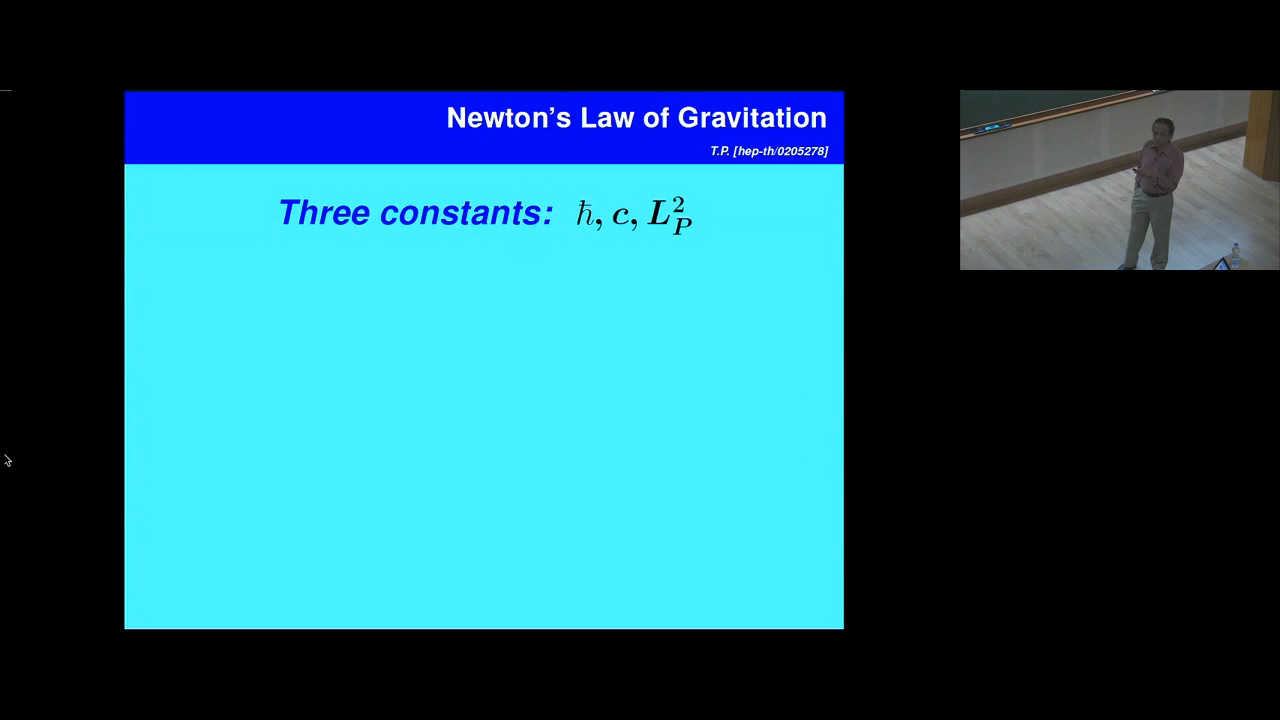 Newton's Law of Gravitation
T.P. [hep-th/0205278]
Three constants: ℏ, c, L_P^2